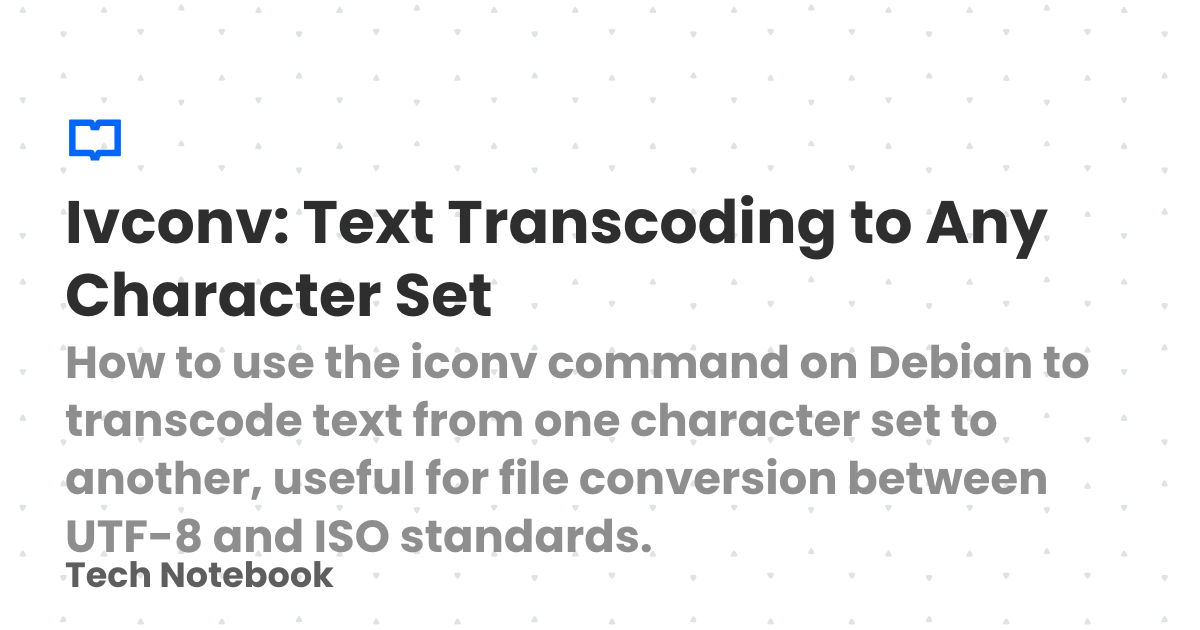 Ivconv: Text Transcoding to Any
Character Set
How to use the iconv command on Debian to
transcode text from one character set to
another, useful for file conversion between
UTF-8 and ISO standards.
Tech Notebook